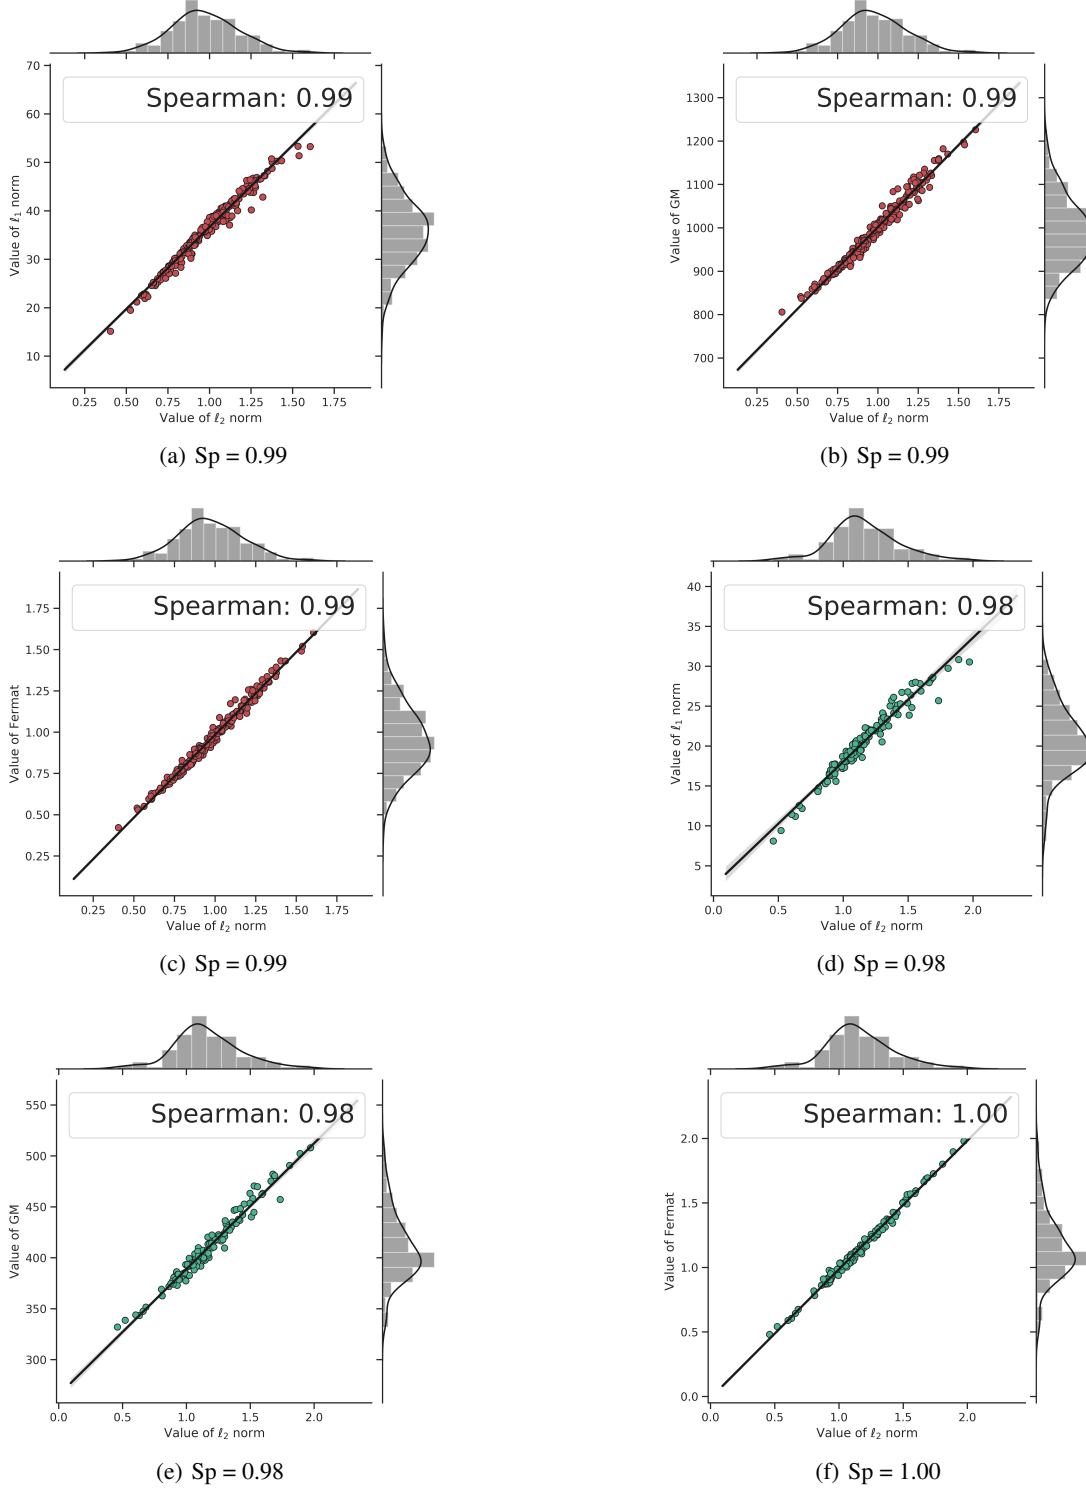 Spearman: 0.99
70
60
50
40
30
20
10
Value of ℓ1 norm
0.25 0.50 0.75 1.00 1.25 1.50 1.75
Value of ℓ2 norm
(a) Sp = 0.99
Spearman: 0.99
1300
1200
1100
1000
900
800
700
Value of GM
0.25 0.50 0.75 1.00 1.25 1.50 1.75
Value of ℓ2 norm
(b) Sp = 0.99
Spearman: 0.99
1.75
1.50
1.25
1.00
0.75
0.50
0.25
Value of Fermat
0.25 0.50 0.75 1.00 1.25 1.50 1.75
Value of ℓ2 norm
(c) Sp = 0.99
Spearman: 0.98
40
35
30
25
20
15
10
5
Value of ℓ1 norm
0.0 0.5 1.0 1.5 2.0
Value of ℓ2 norm
(d) Sp = 0.98
Spearman: 0.98
550
500
450
400
350
300
Value of GM
0.0 0.5 1.0 1.5 2.0
Value of ℓ2 norm
(e) Sp = 0.98
Spearman: 1.00
2.0
1.5
1.0
0.5
0.0
Value of Fermat
0.0 0.5 1.0 1.5 2.0
Value of ℓ2 norm
(f) Sp = 1.00